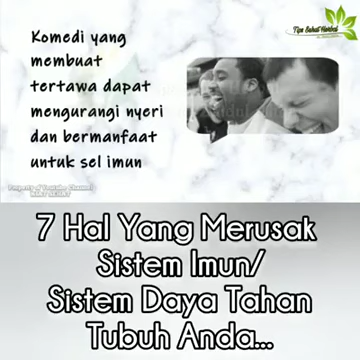 Komedi yang
membuat
tertawa dapat
mengurangi nyeri
dan bermanfaat
untuk sel imun
Tips Sehat Herbal
7 Hal Yang Merusak
Sistem Imun/
Sistem Daya Tahan
Tubuh Anda...